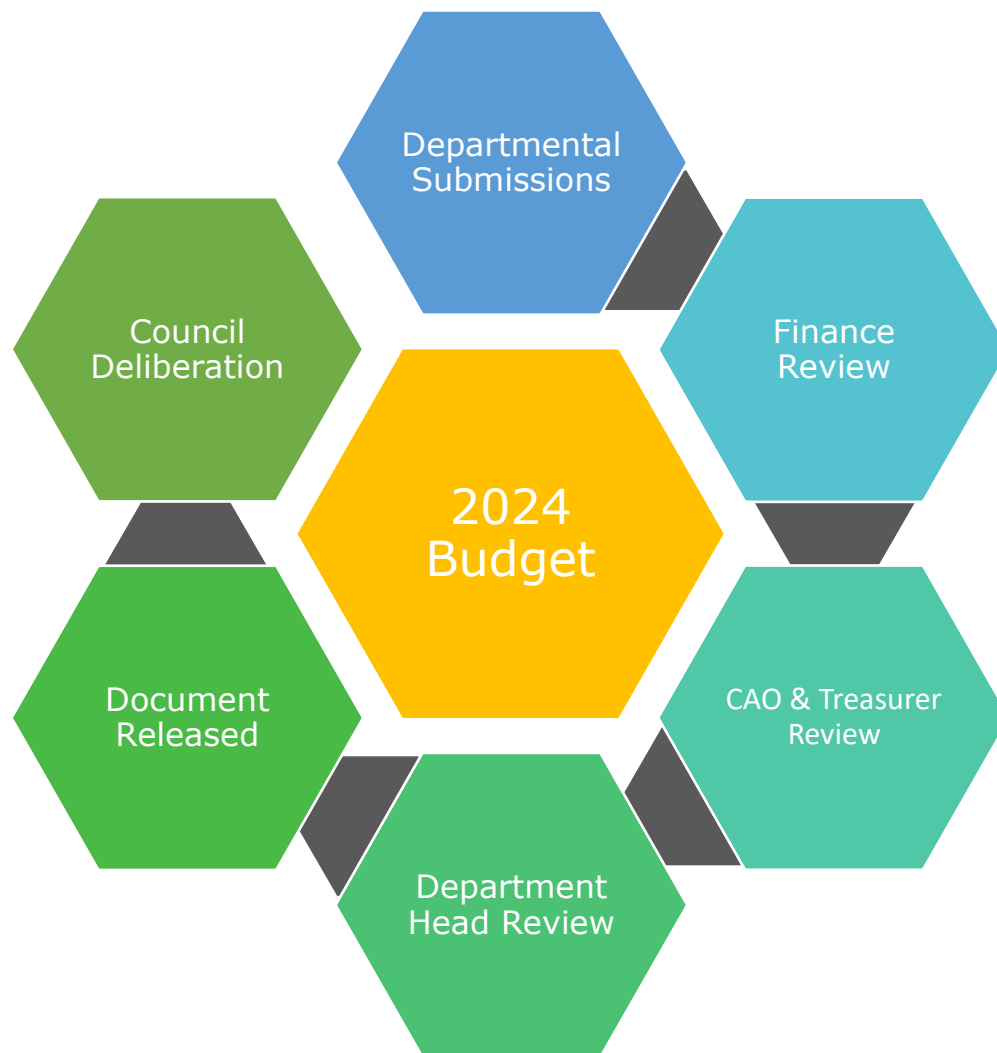 Departmental
Submissions
Finance
Review
CAO & Treasurer
Review
Department
Head Review
Document
Released
Council
Deliberation
2024
Budget